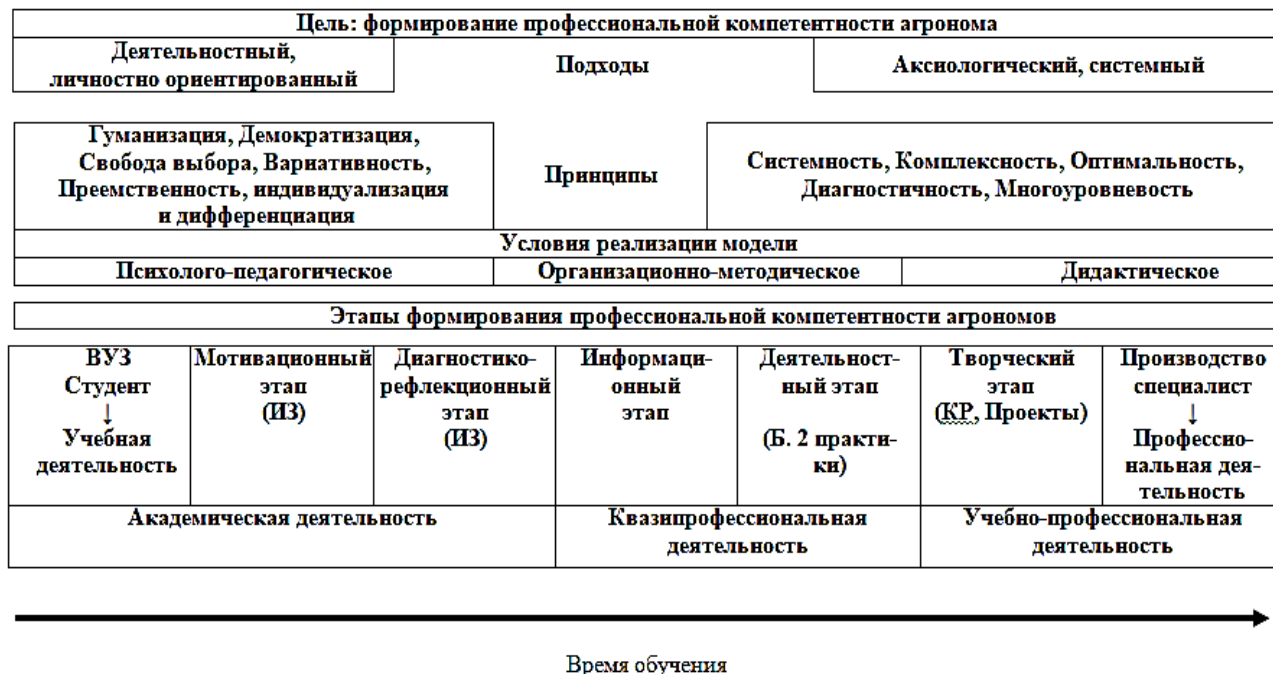 Цель: формирование профессиональной компетентности агронома
Деятельностный,
личностно ориентированный
Подходы
Аксиологический, системный
Гуманизация, Демократизация,
Свобода выбора, Вариативность,
Преемственность, индивидуализация
и дифференциация
Принципы
Системность, Комплексность, Оптимальность,
Диагностичность, Многоуровневость
Условия реализации модели
Психолого-педагогическое
Организационно-методическое
Дидактическое
Этапы формирования профессиональной компетентности агрономов
ВУЗ
Студент
↓
Учебная
деятельность
Мотивационный
этап
(ИЗ)
Диагностико-
рефлекционный
этап
(ИЗ)
Информаци-
онный
этап
Деятельност-
ный этап
(Б. 2 практи-
ки)
Творческий
этап
(КР, Проекты)
Производство
специалист
↓
Профессио-
нальная дея-
тельность
Академическая деятельность
Квазипрофессиональная
деятельность
Учебно-профессиональная
деятельность
Время обучения